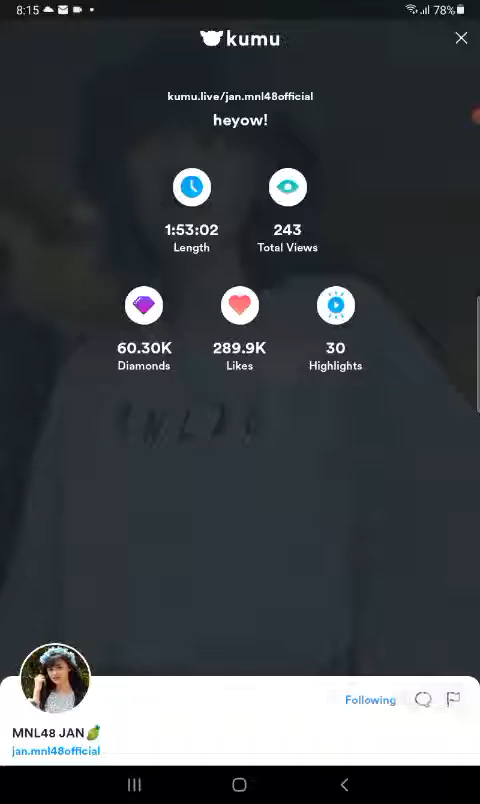 8:15 78%
kumu
kumu.live/jan.mnl48official
heyow!
1:53:02 243
Length Total Views
60.30K 289.9K 30
Diamonds Likes Highlights
Following
MNL48 JAN🍍
jan.mnl48official